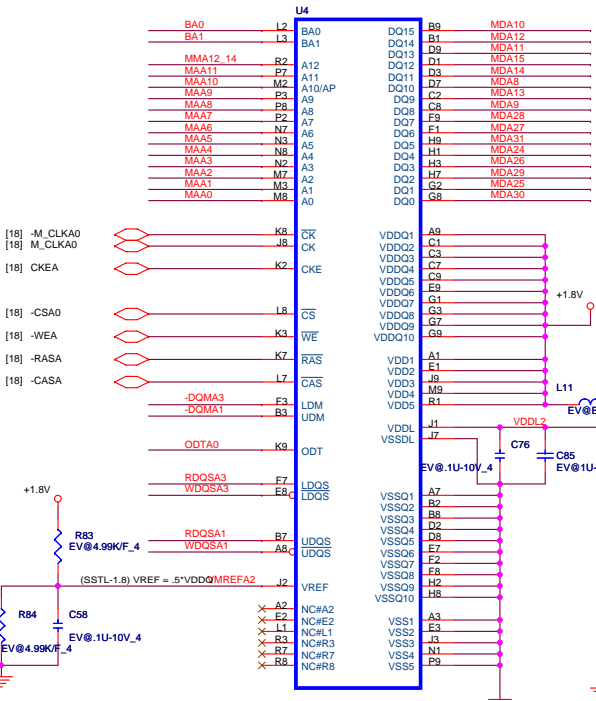 U4
BA0 L2 BA0 DQ15 B9 MDA10
BA1 L3 BA1 DQ14 B1 MDA12
DQ13 D9 MDA11
MMA12_14 R2 A12 DQ12 D1 MDA15
MAA11 P7 A11 DQ11 D3 MDA14
MAA10 M2 A10/AP DQ10 D7 MDA8
MAA9 P3 A9 DQ9 C2 MDA13
MAA8 P8 A8 DQ8 C8 MDA9
MAA7 P2 A7 DQ7 F9 MDA28
MAA6 N7 A6 DQ6 F1 MDA27
MAA5 N3 A5 DQ5 H9 MDA31
MAA4 N8 A4 DQ4 H1 MDA24
MAA3 N2 A3 DQ3 H3 MDA26
MAA2 M7 A2 DQ2 H7 MDA29
MAA1 M3 A1 DQ1 G2 MDA25
MAA0 M8 A0 DQ0 G8 MDA30
[18] -M_CLKA0 K8 CK VDDQ1 A9
[18] M_CLKA0 J8 CK VDDQ2 C1
VDDQ3 C3
[18] CKEA K2 CKE VDDQ4 C7
VDDQ5 C9
VDDQ6 E9
VDDQ7 G1
+1.8V
[18] -CSA0 L8 CS VDDQ8 G3
VDDQ9 G7
[18] -WEA K3 WE VDDQ10 G9
[18] -RASA K7 RAS VDD1 A1
VDD2 E1
[18] -CASA L7 CAS VDD3 J9
VDD4 M9
L11
-DQMA3 F3 LDM VDD5 R1
EV@E
-DQMA1 B3 UDM
VDDL J1 VDDL2
VSSDL J7
ODTA0 K9 ODT
C76 C85
EV@.1U-10V_4 EV@1U-
RDQSA3 F7 LDQS
WDQSA3 E8 LDQS VSSQ1 A7
+1.8V
VSSQ2 B2
VSSQ3 B8
VSSQ4 D2
R83
EV@4.99K/F_4
RDQSA1 B7 UDQS VSSQ5 D8
WDQSA1 A8 UDQS VSSQ6 E7
VSSQ7 F2
VSSQ8 F8
(SSTL-1.8) VREF = .5*VDDQ VMREFA2 J2 VREF VSSQ9 H2
VSSQ10 H8
R84 C58
EV@4.99K/F_4 EV@.1U-10V_4
A2 NC#A2
E2 NC#E2 VSS1 A3
L1 NC#L1 VSS2 E3
R3 NC#R3 VSS3 J3
R7 NC#R7 VSS4 N1
R8 NC#R8 VSS5 P9